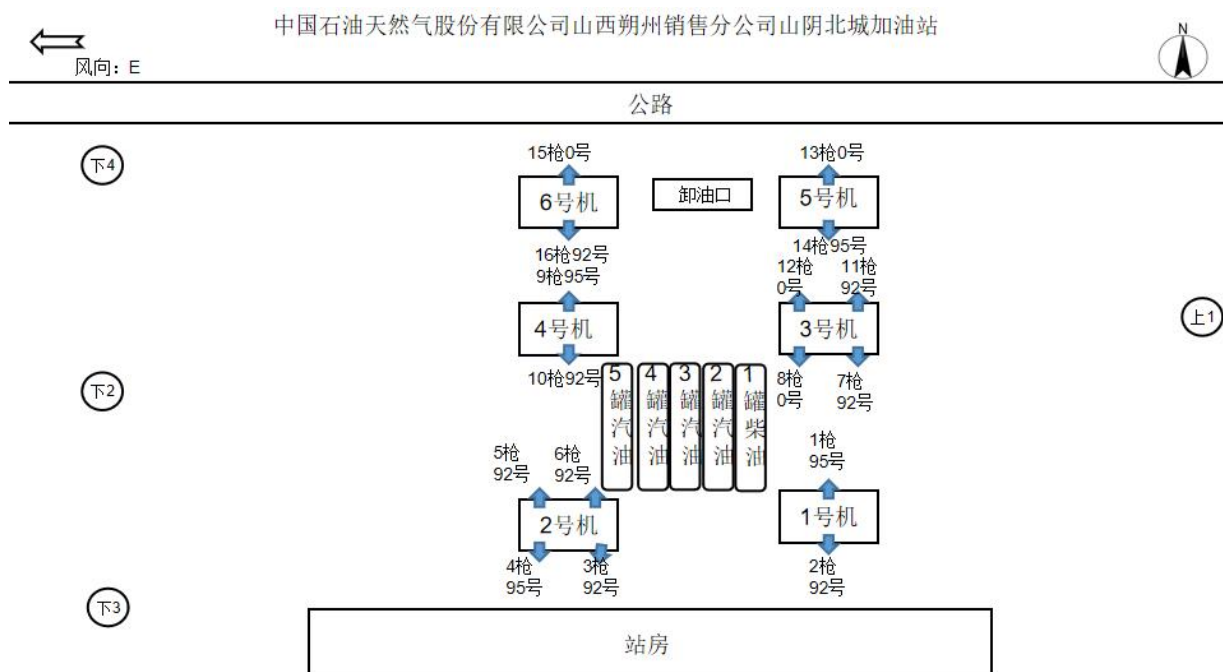 中国石油天然气股份有限公司山西朔州销售分公司山阴北城加油站
N
风向：E
公路
下4
15枪0号
13枪0号
6号机
卸油口
5号机
16枪92号
14枪95号
9枪95号
12枪
0号
11枪
92号
4号机
3号机
上1
10枪92号
8枪
0号
7枪
92号
下2
5罐汽油
4罐汽油
3罐汽油
2罐汽油
1罐柴油
5枪
92号
6枪
92号
1枪
95号
2号机
1号机
4枪
95号
3枪
92号
2枪
92号
下3
站房